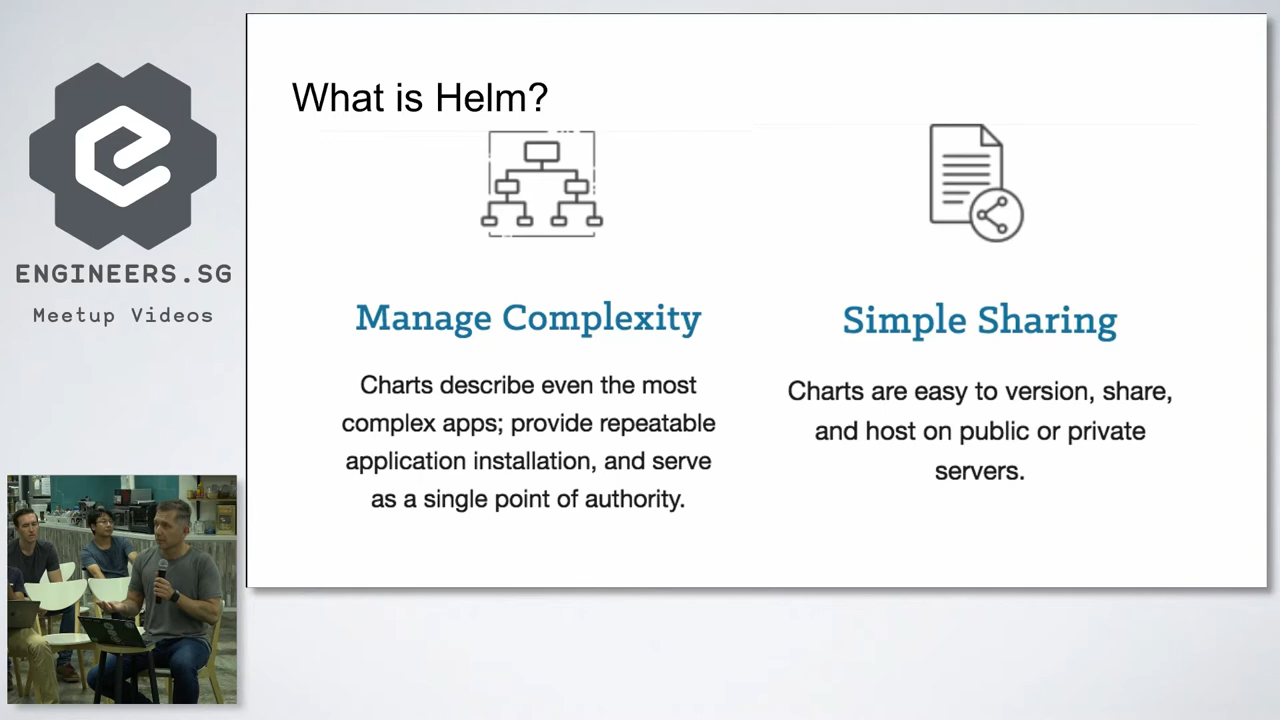 ENGINEERS.SG
Meetup Videos
What is Helm?
Manage Complexity
Charts describe even the most
complex apps; provide repeatable
application installation, and serve
as a single point of authority.
Simple Sharing
Charts are easy to version, share,
and host on public or private
servers.